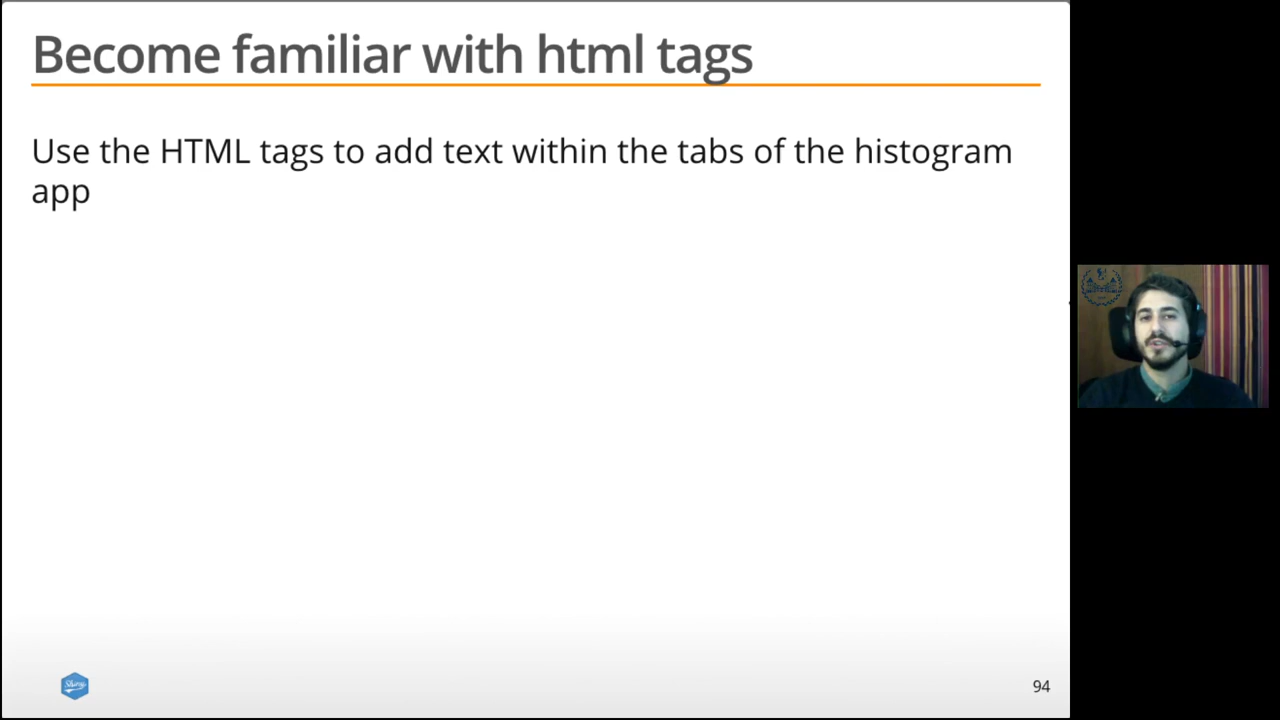 Become familiar with html tags
Use the HTML tags to add text within the tabs of the histogram
app
Shiny
94